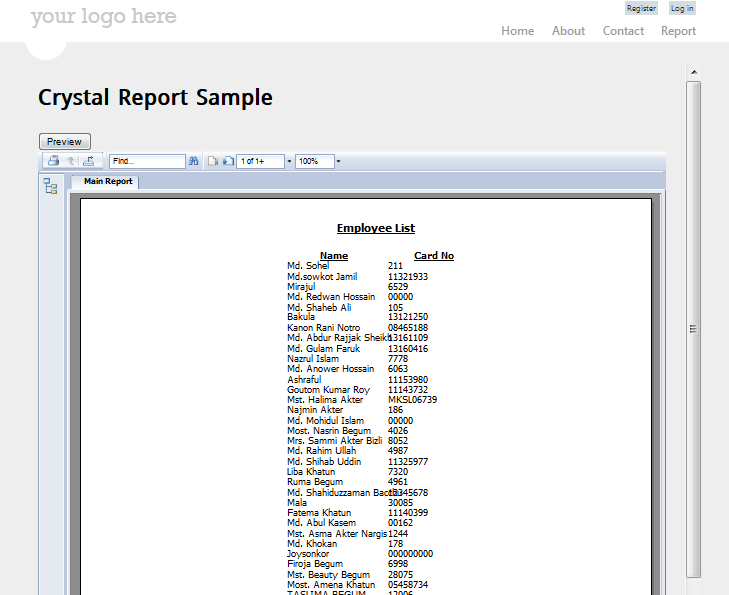 your logo here
Register Log in
Home About Contact Report
Crystal Report Sample
Preview
Find... 1 of 1+ 100%
Main Report
Employee List
Name Card No
Md. Sohel 211
Md.sowkot Jamil 11321933
Mirajul 6529
Md. Redwan Hossain 00000
Md. Shaheb Ali 105
Bakula 13121250
Kanon Rani Notro 08465188
Md. Abdur Rajjak Sheikh 13161109
Md. Gulam Faruk 13160416
Nazrul Islam 7778
Md. Anower Hossain 6063
Ashraful 11153980
Goutom Kumar Roy 11143732
Mst. Halima Akter MKSL06739
Najmin Akter 186
Md. Mohidul Islam 00000
Most. Nasrin Begum 4026
Mrs. Sammi Akter Bizli 8052
Md. Rahim Ullah 4987
Md. Shihab Uddin 11325977
Liba Khatun 7320
Ruma Begum 4961
Md. Shahiduzzaman
Mala 30085
Fatema Khatun 11140399
Md. Abul Kasem 00162
Mst. Asma Akter Nargis 1244
Md. Khokan 178
Joysonkor 000000000
Firoja Begum 6998
Mst. Beauty Begum 28075
Most. Amena Khatun 05458734
TASLIMA BEGUM 12006